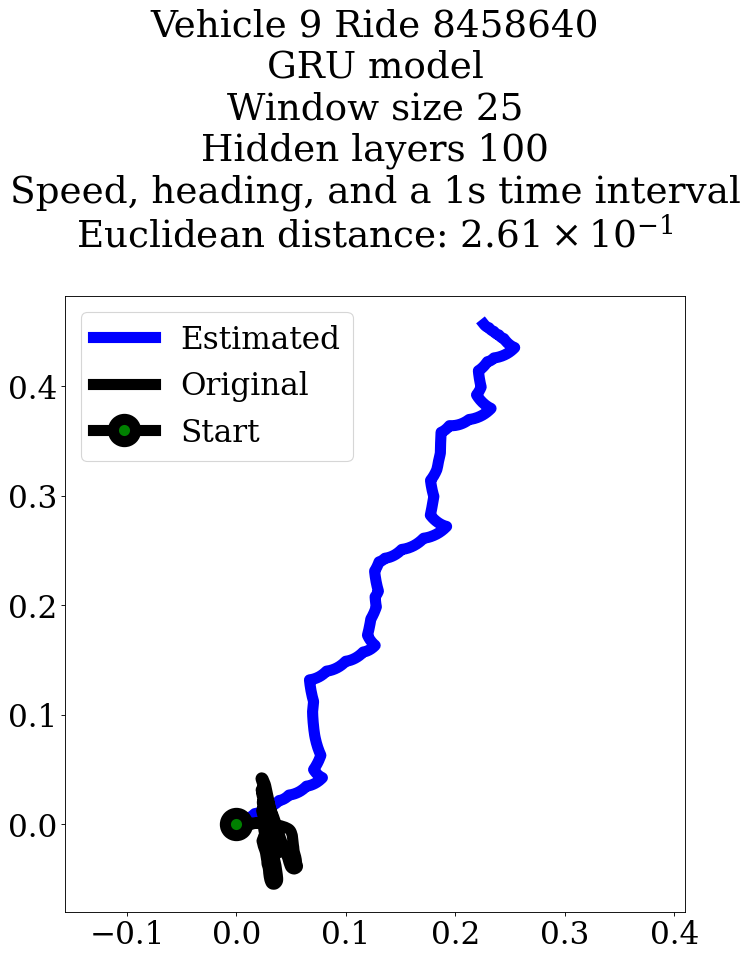 Vehicle 9 Ride 8458640
GRU model
Window size 25
Hidden layers 100
Speed, heading, and a 1s time interval
Euclidean distance: 2.61 × 10⁻¹
Estimated
Original
Start
0.4
0.3
0.2
0.1
0.0
−0.1 0.0 0.1 0.2 0.3 0.4